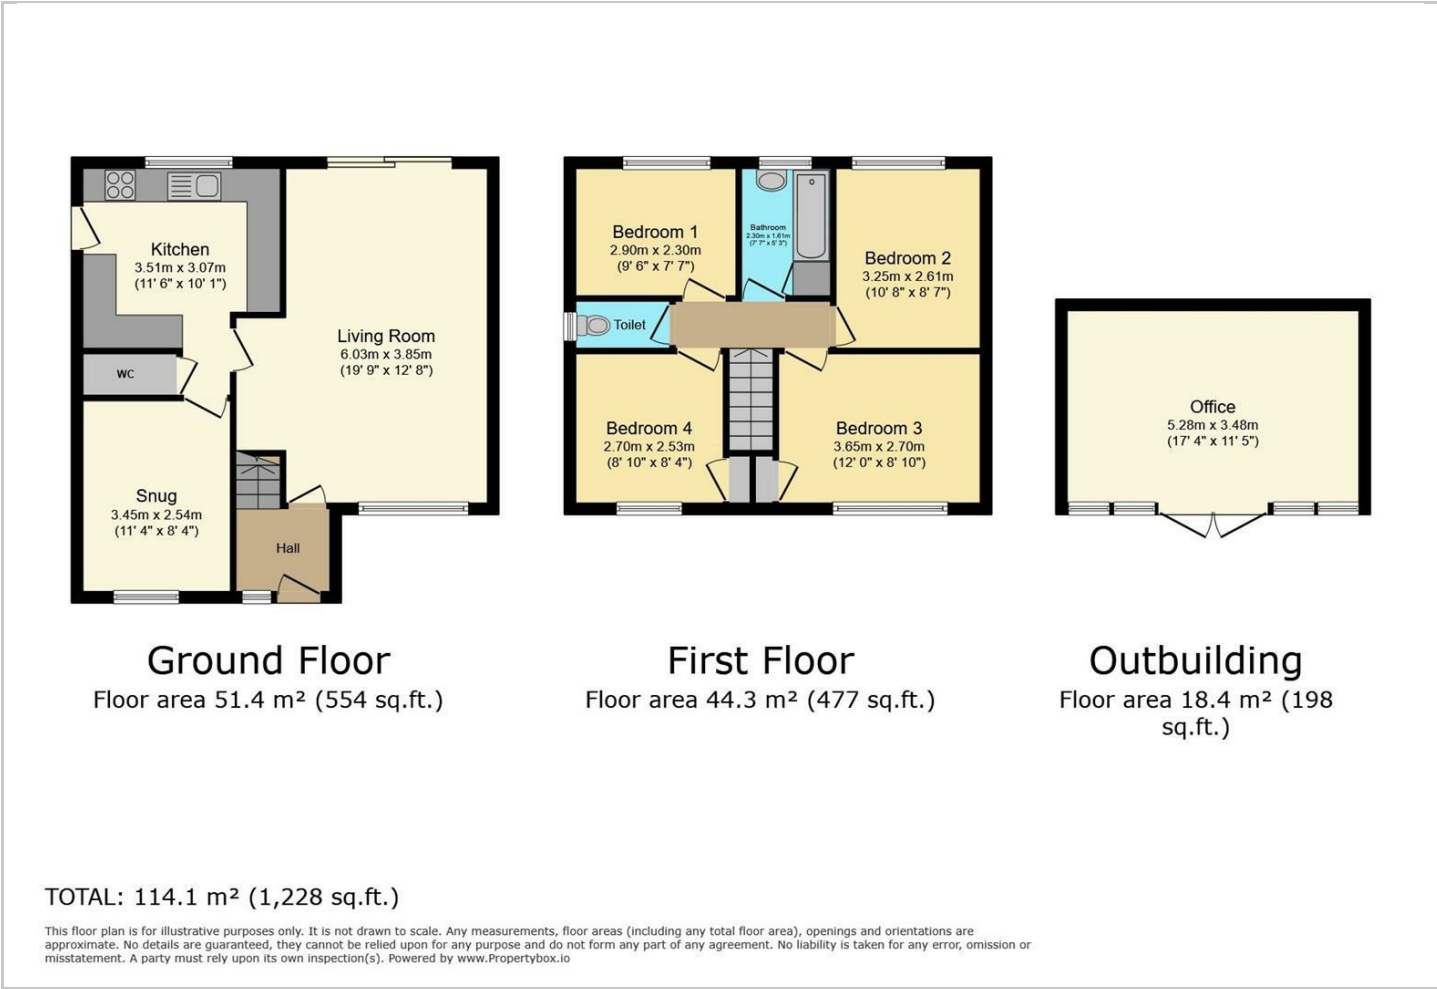 Kitchen
3.51m x 3.07m
(11' 6" x 10' 1")
Living Room
6.03m x 3.85m
(19' 9" x 12' 8")
WC
Snug
3.45m x 2.54m
(11' 4" x 8' 4")
Hall
Bedroom 1
2.90m x 2.30m
(9' 6" x 7' 7")
Bathroom
2.30m x 1.61m
(7' 7" x 5' 3")
Bedroom 2
3.25m x 2.61m
(10' 8" x 8' 7")
Toilet
Bedroom 4
2.70m x 2.53m
(8' 10" x 8' 4")
Bedroom 3
3.65m x 2.70m
(12' 0" x 8' 10")
Office
5.28m x 3.48m
(17' 4" x 11' 5")
Ground Floor
Floor area 51.4 m² (554 sq.ft.)
First Floor
Floor area 44.3 m² (477 sq.ft.)
Outbuilding
Floor area 18.4 m² (198
sq.ft.)
TOTAL: 114.1 m² (1,228 sq.ft.)
This floor plan is for illustrative purposes only. It is not drawn to scale. Any measurements, floor areas (including any total floor area), openings and orientations are
approximate. No details are guaranteed, they cannot be relied upon for any purpose and do not form any part of any agreement. No liability is taken for any error, omission or
misstatement. A party must rely upon its own inspection(s). Powered by www.Propertybox.io